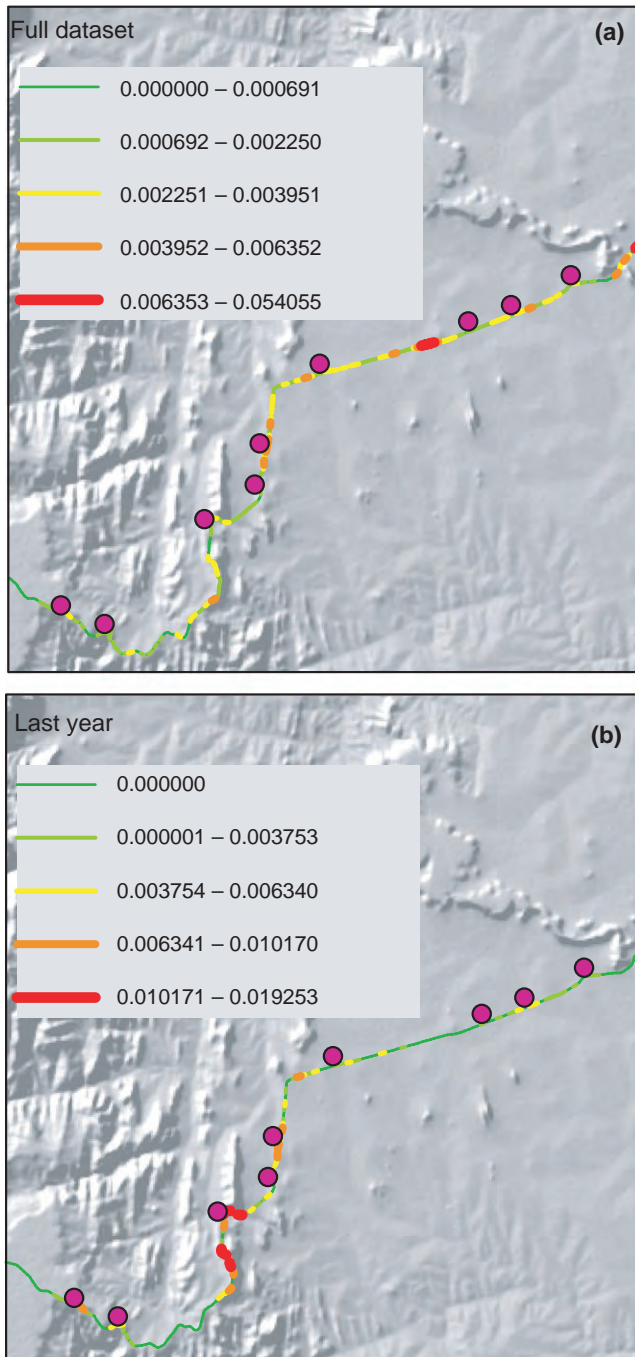 Full dataset
(a)
0.000000 – 0.000691
0.000692 – 0.002250
0.002251 – 0.003951
0.003952 – 0.006352
0.006353 – 0.054055
Last year
(b)
0.000000
0.000001 – 0.003753
0.003754 – 0.006340
0.006341 – 0.010170
0.010171 – 0.019253